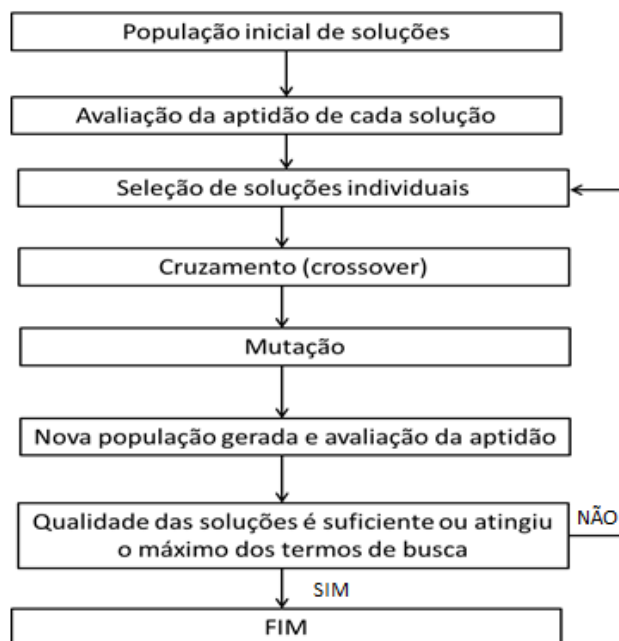 População inicial de soluções
Avaliação da aptidão de cada solução
Seleção de soluções individuais
Cruzamento (crossover)
Mutação
Nova população gerada e avaliação da aptidão
Qualidade das soluções é suficiente ou atingiu
o máximo dos termos de busca
NÃO
SIM
FIM